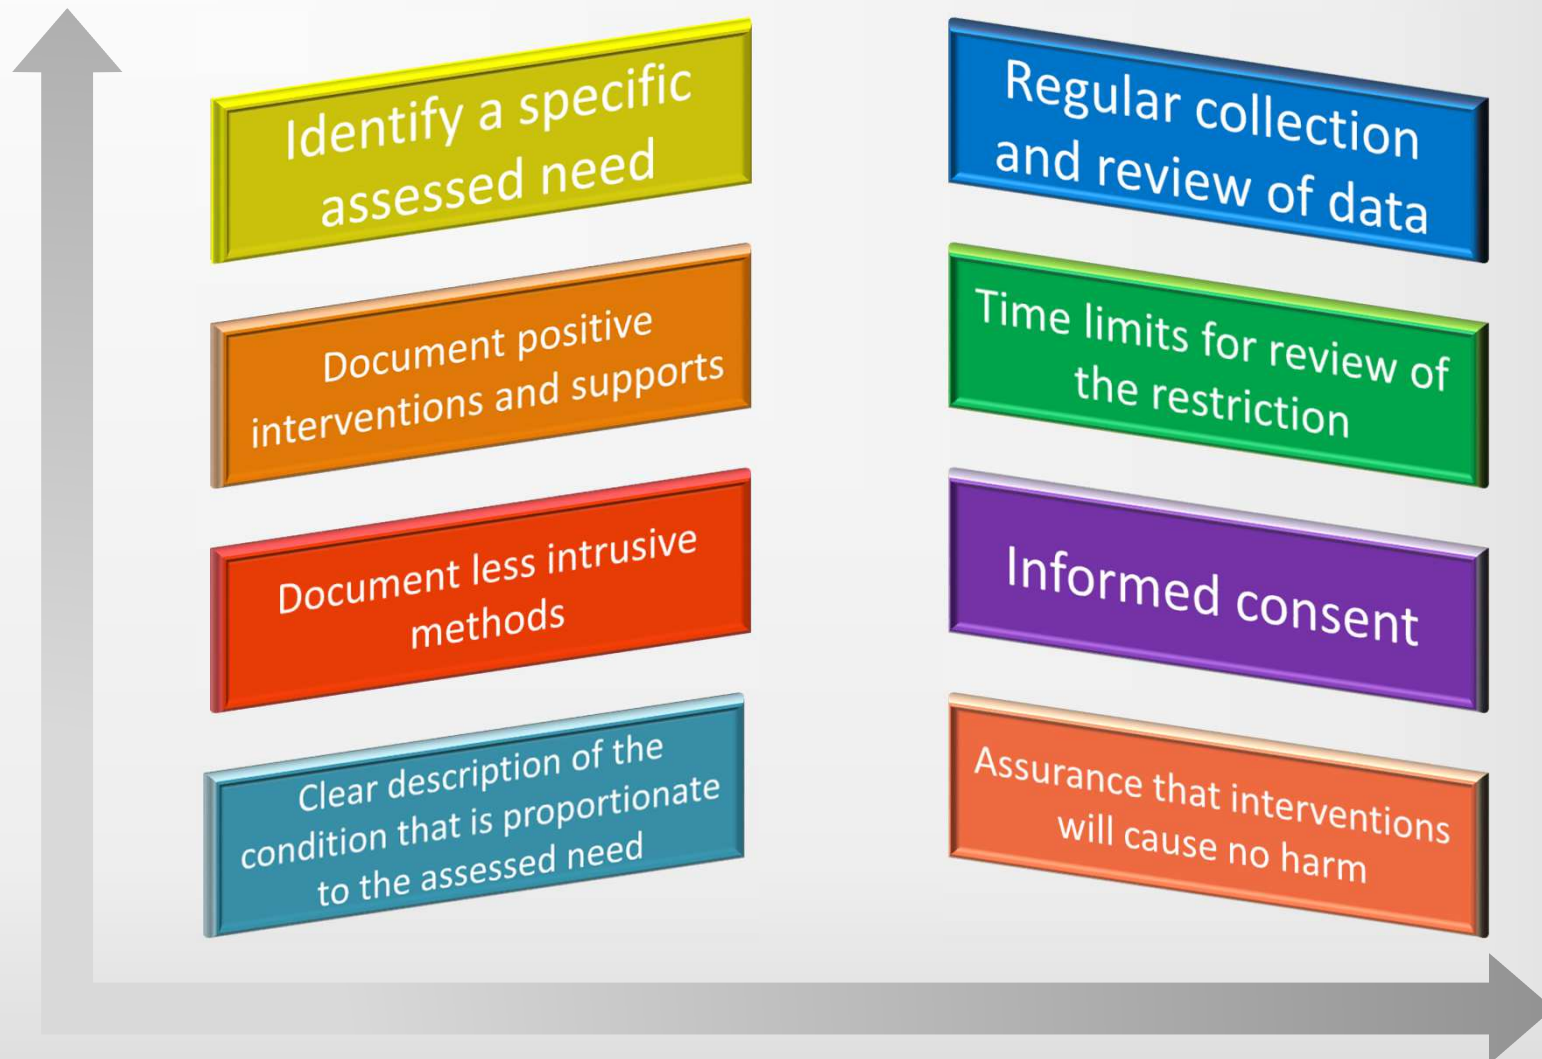 Identify a specific
assessed need
Document positive
interventions and supports
Document less intrusive
methods
Clear description of the
condition that is proportionate
to the assessed need
Regular collection
and review of data
Time limits for review of
the restriction
Informed consent
Assurance that interventions
will cause no harm